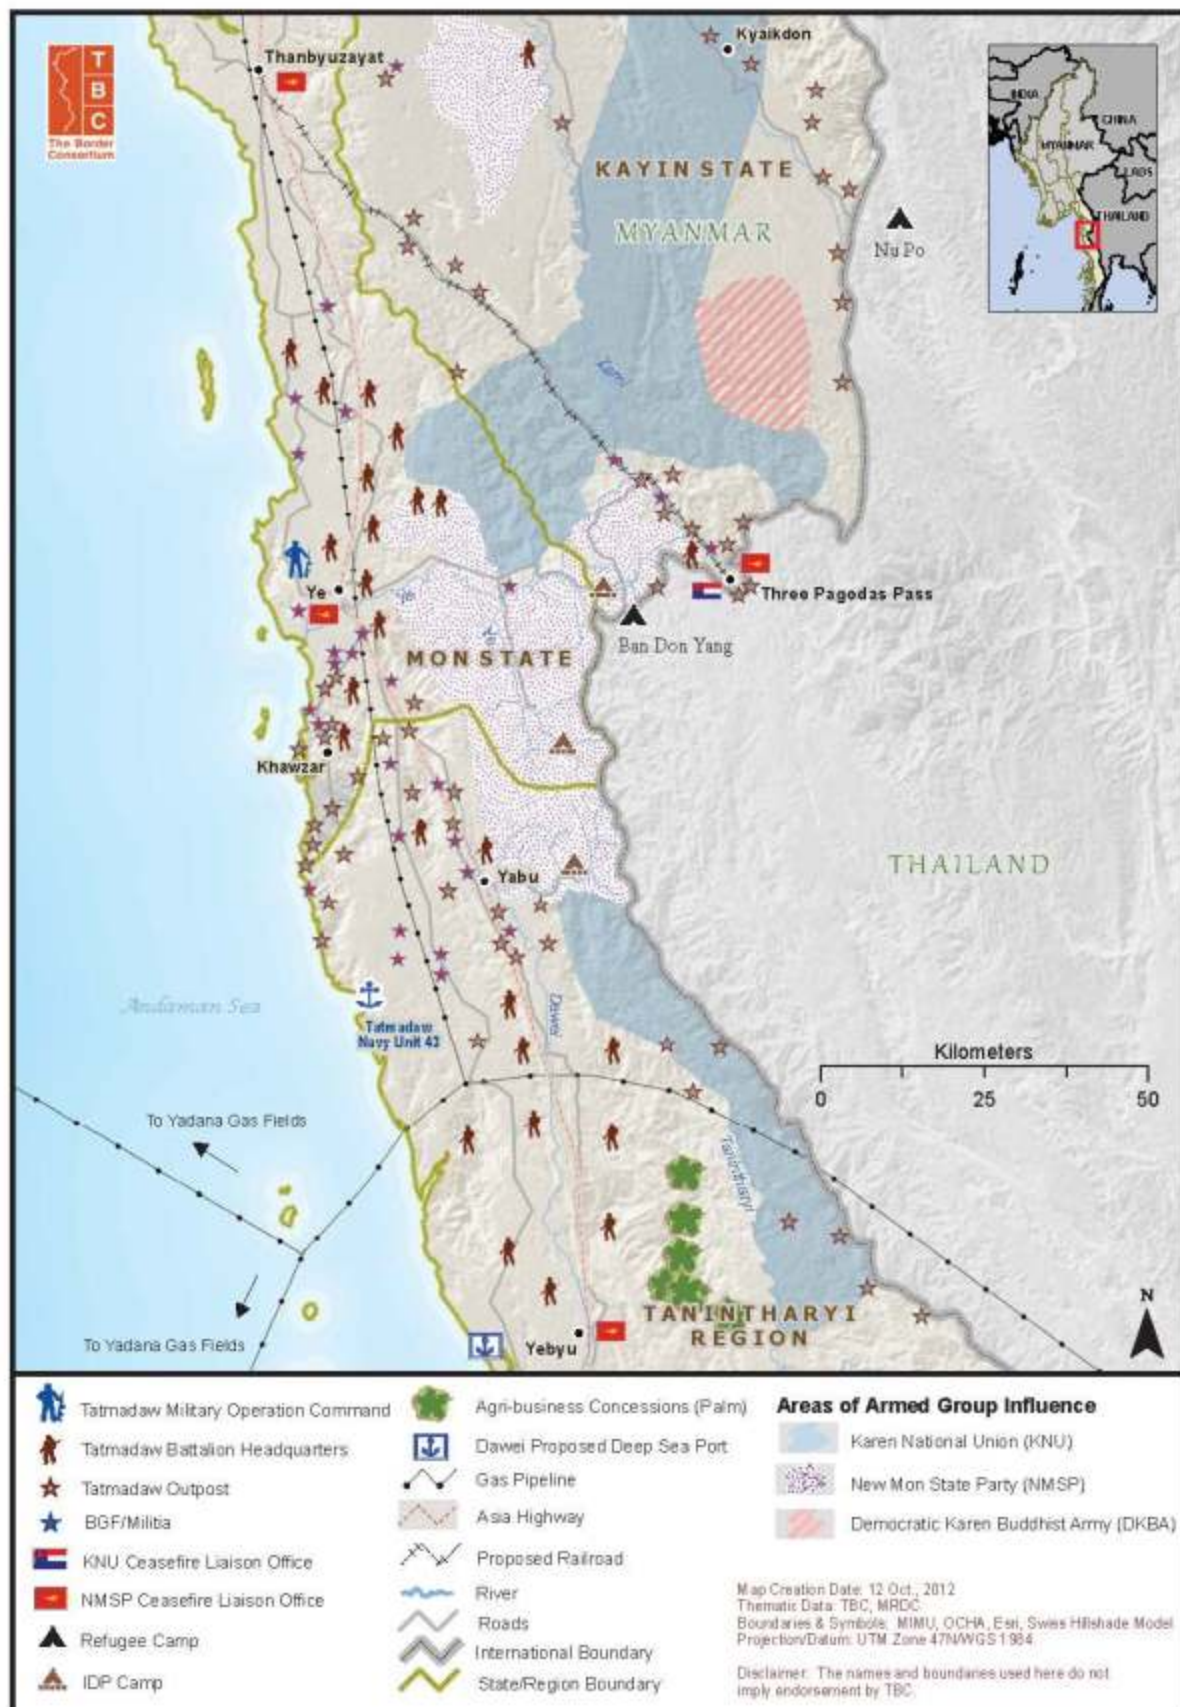 T
B
C
The Border
Consortium
Thanbyuzayat
Kyaikdon
INDIA
CHINA
MYANMAR
LAOS
THAILAND
KAYIN STATE
MYANMAR
Nu Po
Lami
Ye
Ye
Ye
Three Pagodas Pass
Ban Don Yang
MON STATE
Khawzar
Yabu
THAILAND
Andaman Sea
Tatmadaw
Navy Unit 43
Dawei
Kilometers
0 25 50
To Yadana Gas Fields
Tanintharyi
To Yadana Gas Fields
TANINTHARYI
REGION
Yebyu
N
Tatmadaw Military Operation Command
Tatmadaw Battalion Headquarters
Tatmadaw Outpost
BGF/Militia
KNU Ceasefire Liaison Office
NMSP Ceasefire Liaison Office
Refugee Camp
IDP Camp
Agri-business Concessions (Palm)
Dawei Proposed Deep Sea Port
Gas Pipeline
Asia Highway
Proposed Railroad
River
Roads
International Boundary
State/Region Boundary
Areas of Armed Group Influence
Karen National Union (KNU)
New Mon State Party (NMSP)
Democratic Karen Buddhist Army (DKBA)
Map Creation Date: 12 Oct., 2012
Thematic Data: TBC, MRDC
Boundaries & Symbols: MIMU, OCHA, Esri, Swiss Hillshade Model
Projection/Datum: UTM Zone 47N/WGS 1984
Disclaimer: The names and boundaries used here do not
imply endorsement by TBC.